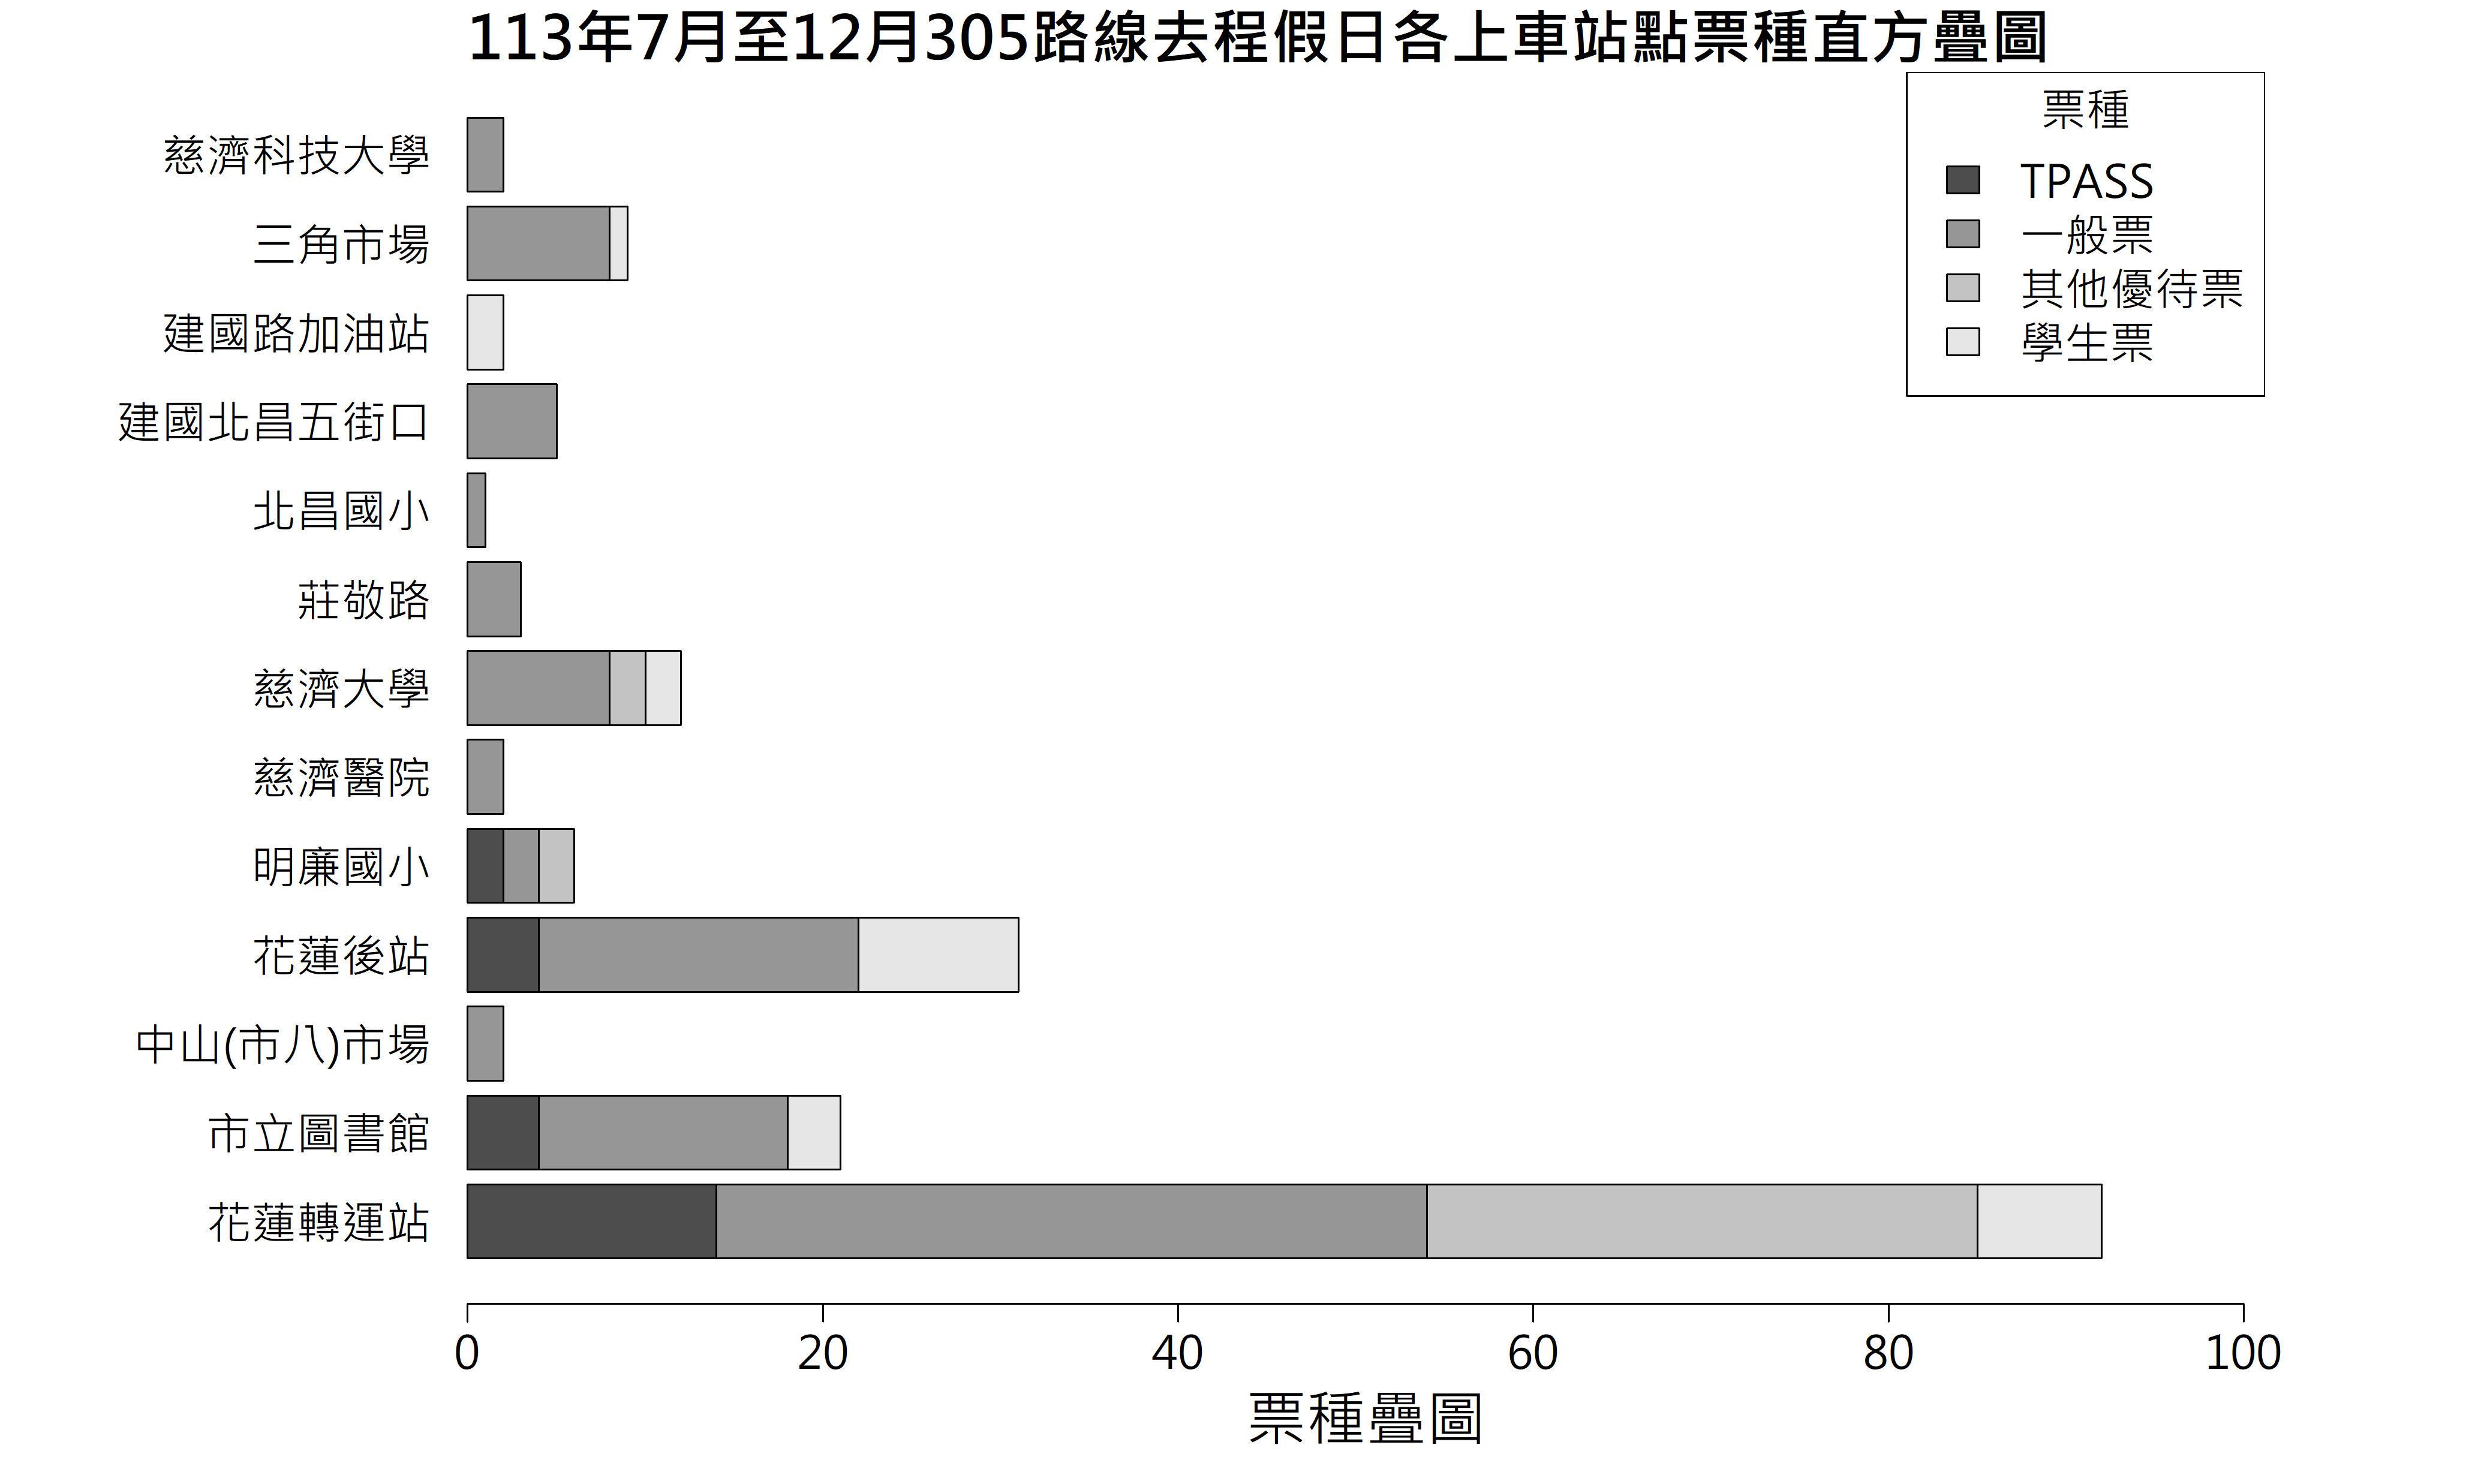 113年7月至12月305路線去程假日各上車站點票種直方疊圖
票種
TPASS
一般票
其他優待票
學生票
慈濟科技大學
三角市場
建國路加油站
建國北昌五街口
北昌國小
莊敬路
慈濟大學
慈濟醫院
明廉國小
花蓮後站
中山(市八)市場
市立圖書館
花蓮轉運站
0 20 40 60 80 100
票種疊圖